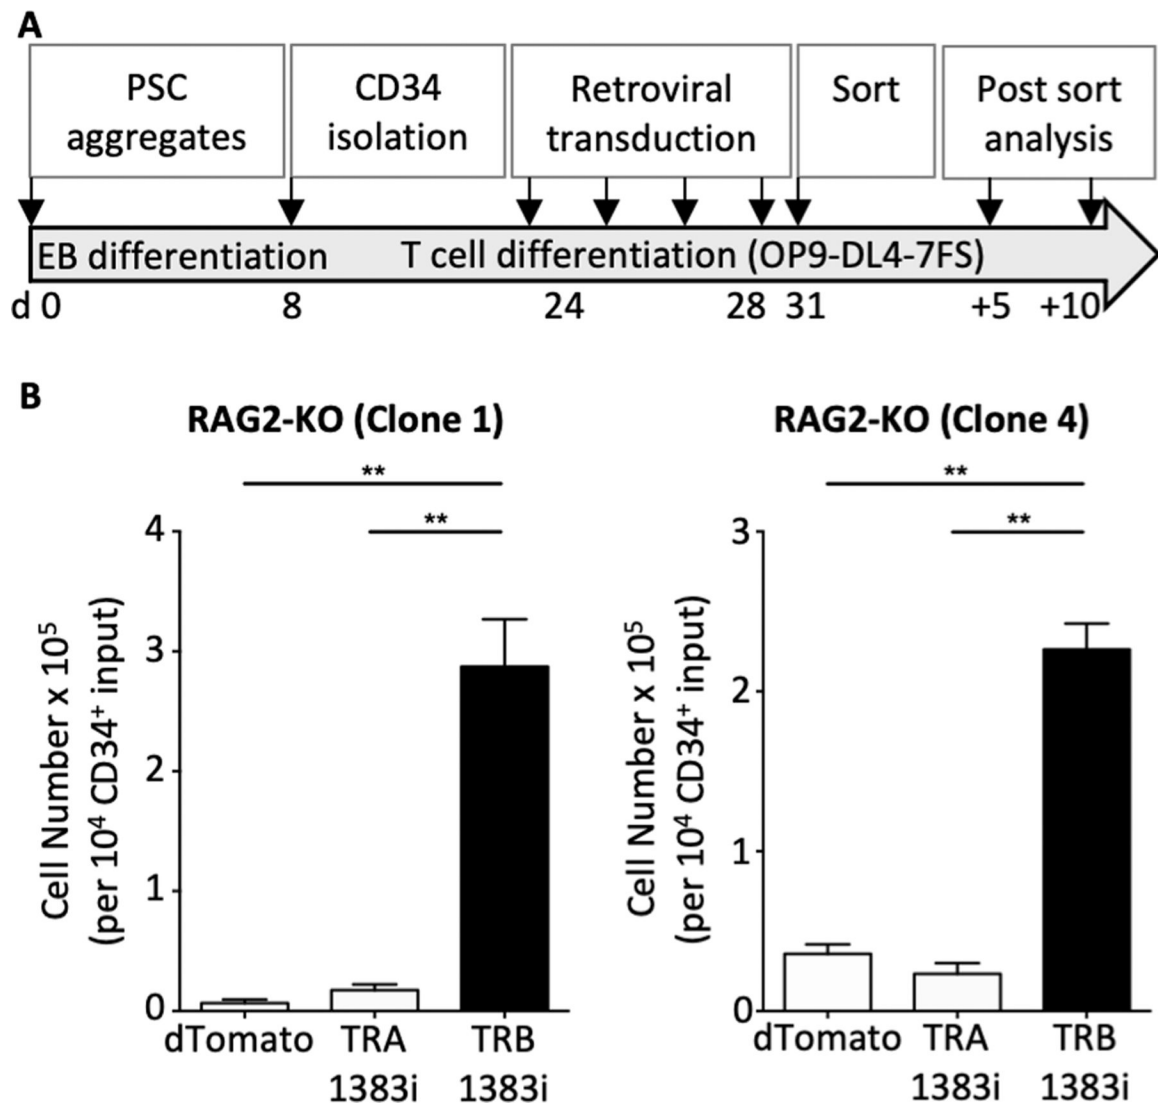 A
PSC
aggregates
CD34
isolation
Retroviral
transduction
Sort
Post sort
analysis
EB differentiation
T cell differentiation (OP9-DL4-7FS)
d 0
8
24
28
31
+5
+10
B
RAG2-KO (Clone 1)
**
**
Cell Number x 10⁵
(per 10⁴ CD34⁺ input)
4
3
2
1
0
dTomato
TRA
1383i
TRB
1383i
RAG2-KO (Clone 4)
**
**
Cell Number x 10⁵
(per 10⁴ CD34⁺ input)
3
2
1
0
dTomato
TRA
1383i
TRB
1383i